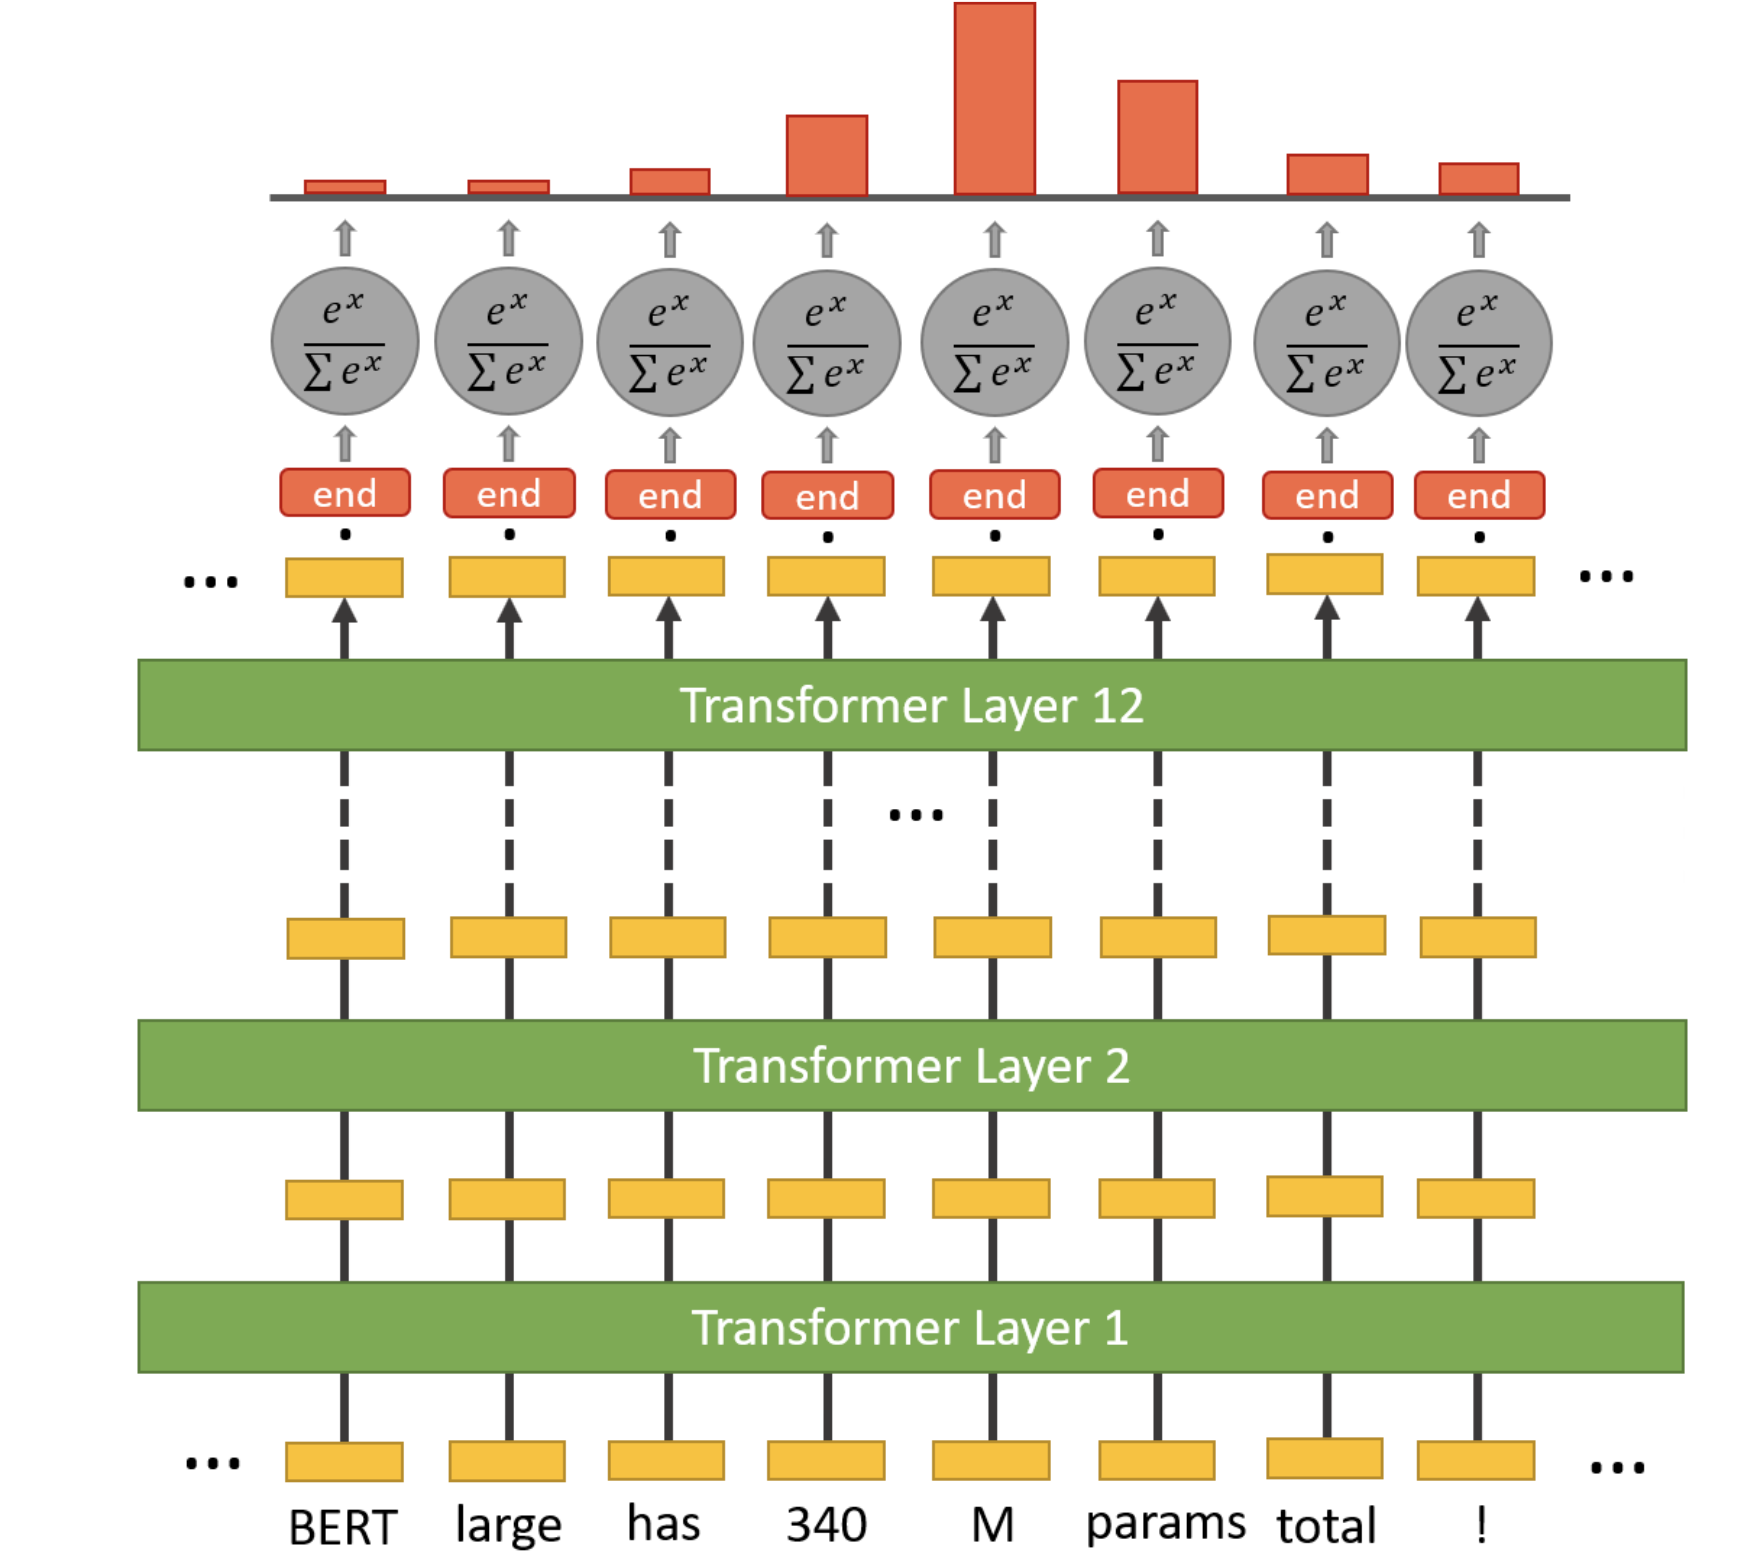 e^x/∑ e^x e^x/∑ e^x e^x/∑ e^x e^x/∑ e^x e^x/∑ e^x e^x/∑ e^x e^x/∑ e^x e^x/∑ e^x
end end end end end end end end
... ...
Transformer Layer 12
...
Transformer Layer 2
Transformer Layer 1
... ...
BERT large has 340 M params total !